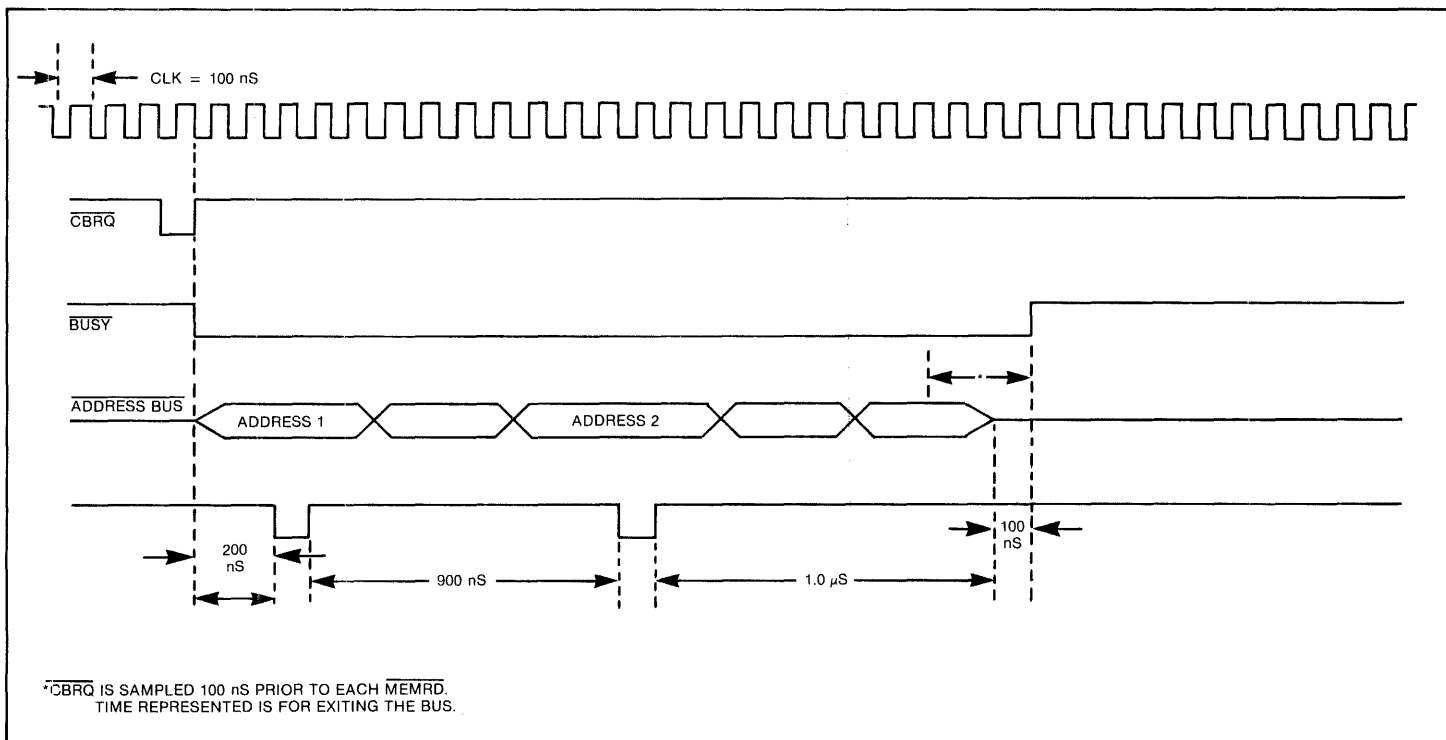 CLK = 100 nS
CBRQ
BUSY
ADDRESS BUS
ADDRESS 1
ADDRESS 2
200
nS
900 nS
1.0 µS
100
nS
*CBRQ IS SAMPLED 100 nS PRIOR TO EACH MEMRD.
TIME REPRESENTED IS FOR EXITING THE BUS.